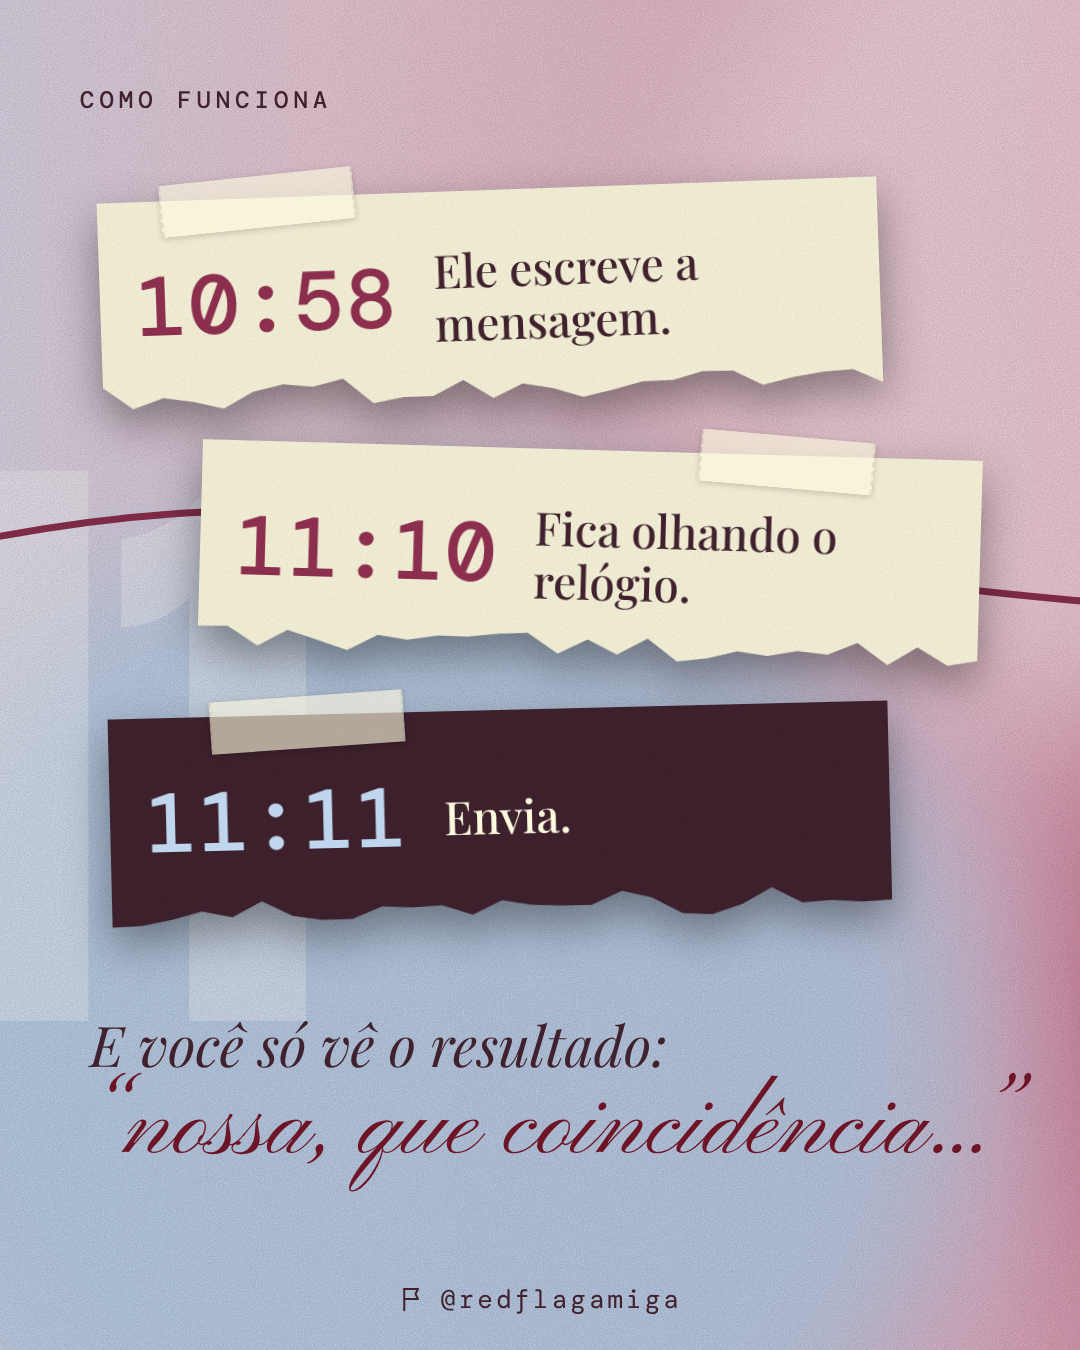 COMO FUNCIONA
10:58
Ele escreve a
mensagem.
11:10
Fica olhando o
relógio.
11:11
Envia.
E você só vê o resultado:
“nossa, que coincidência...”
@redflagamiga